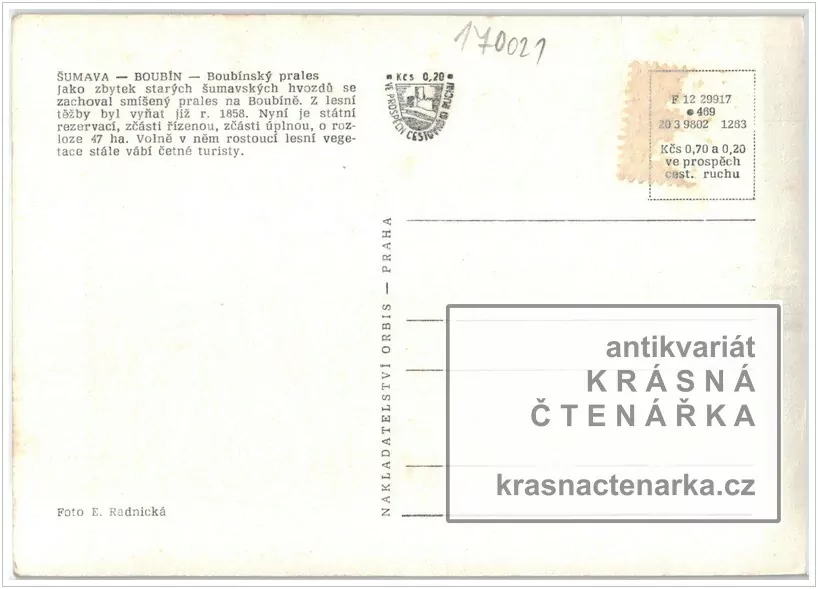 170021
ŠUMAVA — BOUBÍN — Boubínský prales
Jako zbytek starých šumavských hvozdů se
zachoval smíšený prales na Boubíně. Z lesní
těžby byl vyňat již r. 1858. Nyní je státní
rezervací, zčásti řízenou, zčásti úplnou, o roz-
loze 47 ha. Volně v něm rostoucí lesní vege-
tace stále vábí četné turisty.
Kčs 0,20
VE PROSPĚCH CESTOVNÍHO RUCHU
F 12 29917
469
20 3 9802 1283
Kčs 0,70 a 0,20
ve prospěch
cest. ruchu
NAKLADATELSTVÍ ORBIS — PRAHA
antikvariát
KRÁSNÁ
ČTENÁŘKA
krasnactenarka.cz
Foto E. Radnická